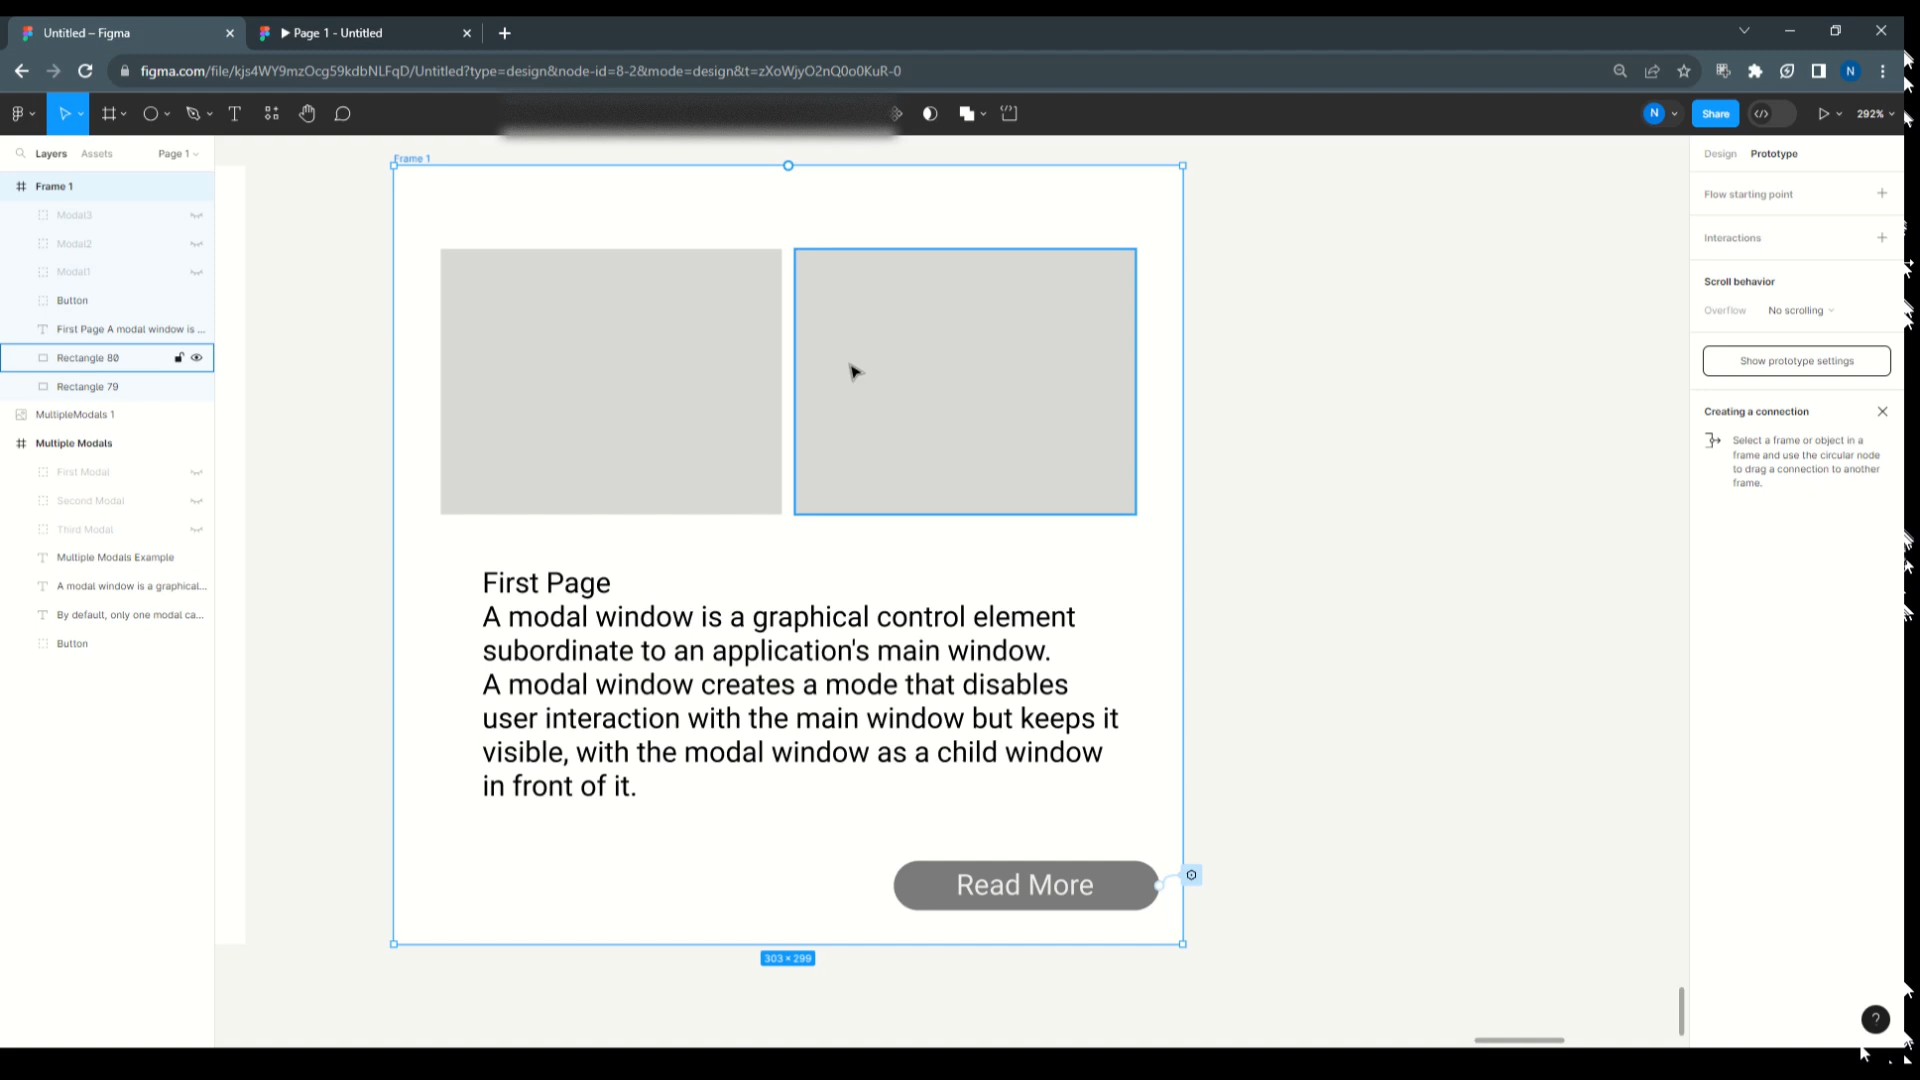 Untitled – Figma
Page 1 - Untitled
figma.com/file/kjs4WY9mzOcg59kdbNLFqD/Untitled?type=design&node-id=8-2&mode=design&t=zXoWjyO2nQ0o0KuR-0
N
N
Share
292%
Layers
Assets
Page 1
Frame 1
Modal3
Modal2
Modal1
Button
First Page A modal window is ...
Rectangle 80
Rectangle 79
MultipleModals 1
Multiple Modals
First Modal
Second Modal
Third Modal
Multiple Modals Example
A modal window is a graphical...
By default, only one modal ca...
Button
Frame 1
First Page
A modal window is a graphical control element
subordinate to an application's main window.
A modal window creates a mode that disables
user interaction with the main window but keeps it
visible, with the modal window as a child window
in front of it.
Read More
303 × 299
Design
Prototype
Flow starting point
Interactions
Scroll behavior
Overflow
No scrolling
Show prototype settings
Creating a connection
Select a frame or object in a
frame and use the circular node
to drag a connection to another
frame.
?